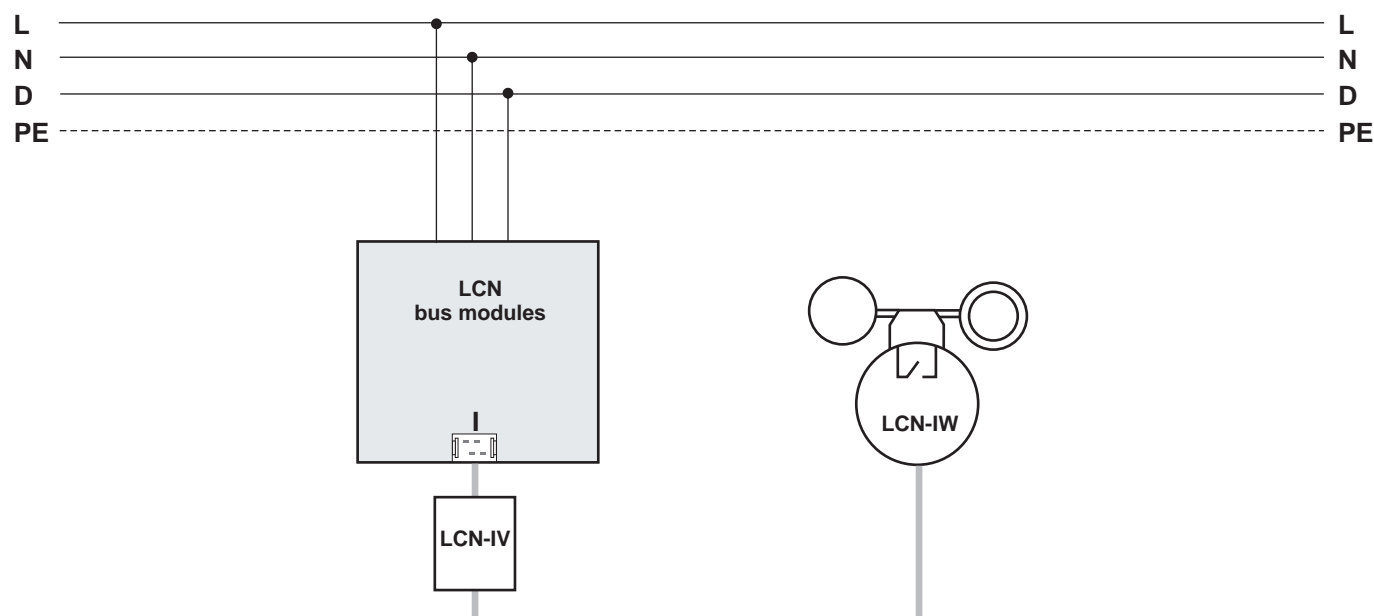 L L
N N
D D
PE PE
LCN
bus modules
I
LCN-IW
LCN-IV